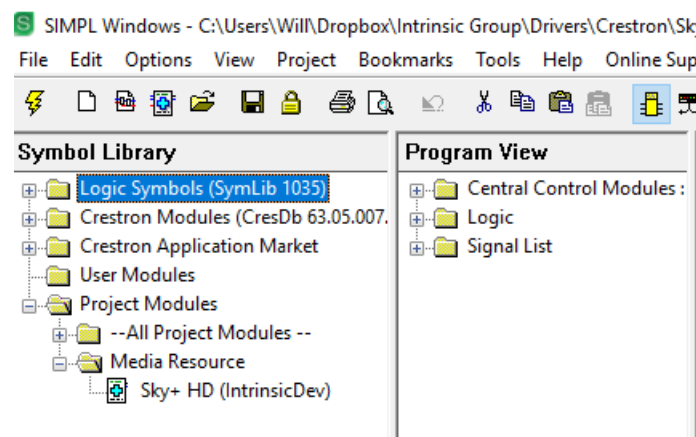 S SIMPL Windows - C:\Users\Will\Dropbox\Intrinsic Group\Drivers\Crestron\Sk
File Edit Options View Project Bookmarks Tools Help Online Sup
Symbol Library
Logic Symbols (SymLib 1035)
Crestron Modules (CresDb 63.05.007.
Crestron Application Market
User Modules
Project Modules
--All Project Modules --
Media Resource
Sky+ HD (IntrinsicDev)
Program View
Central Control Modules :
Logic
Signal List